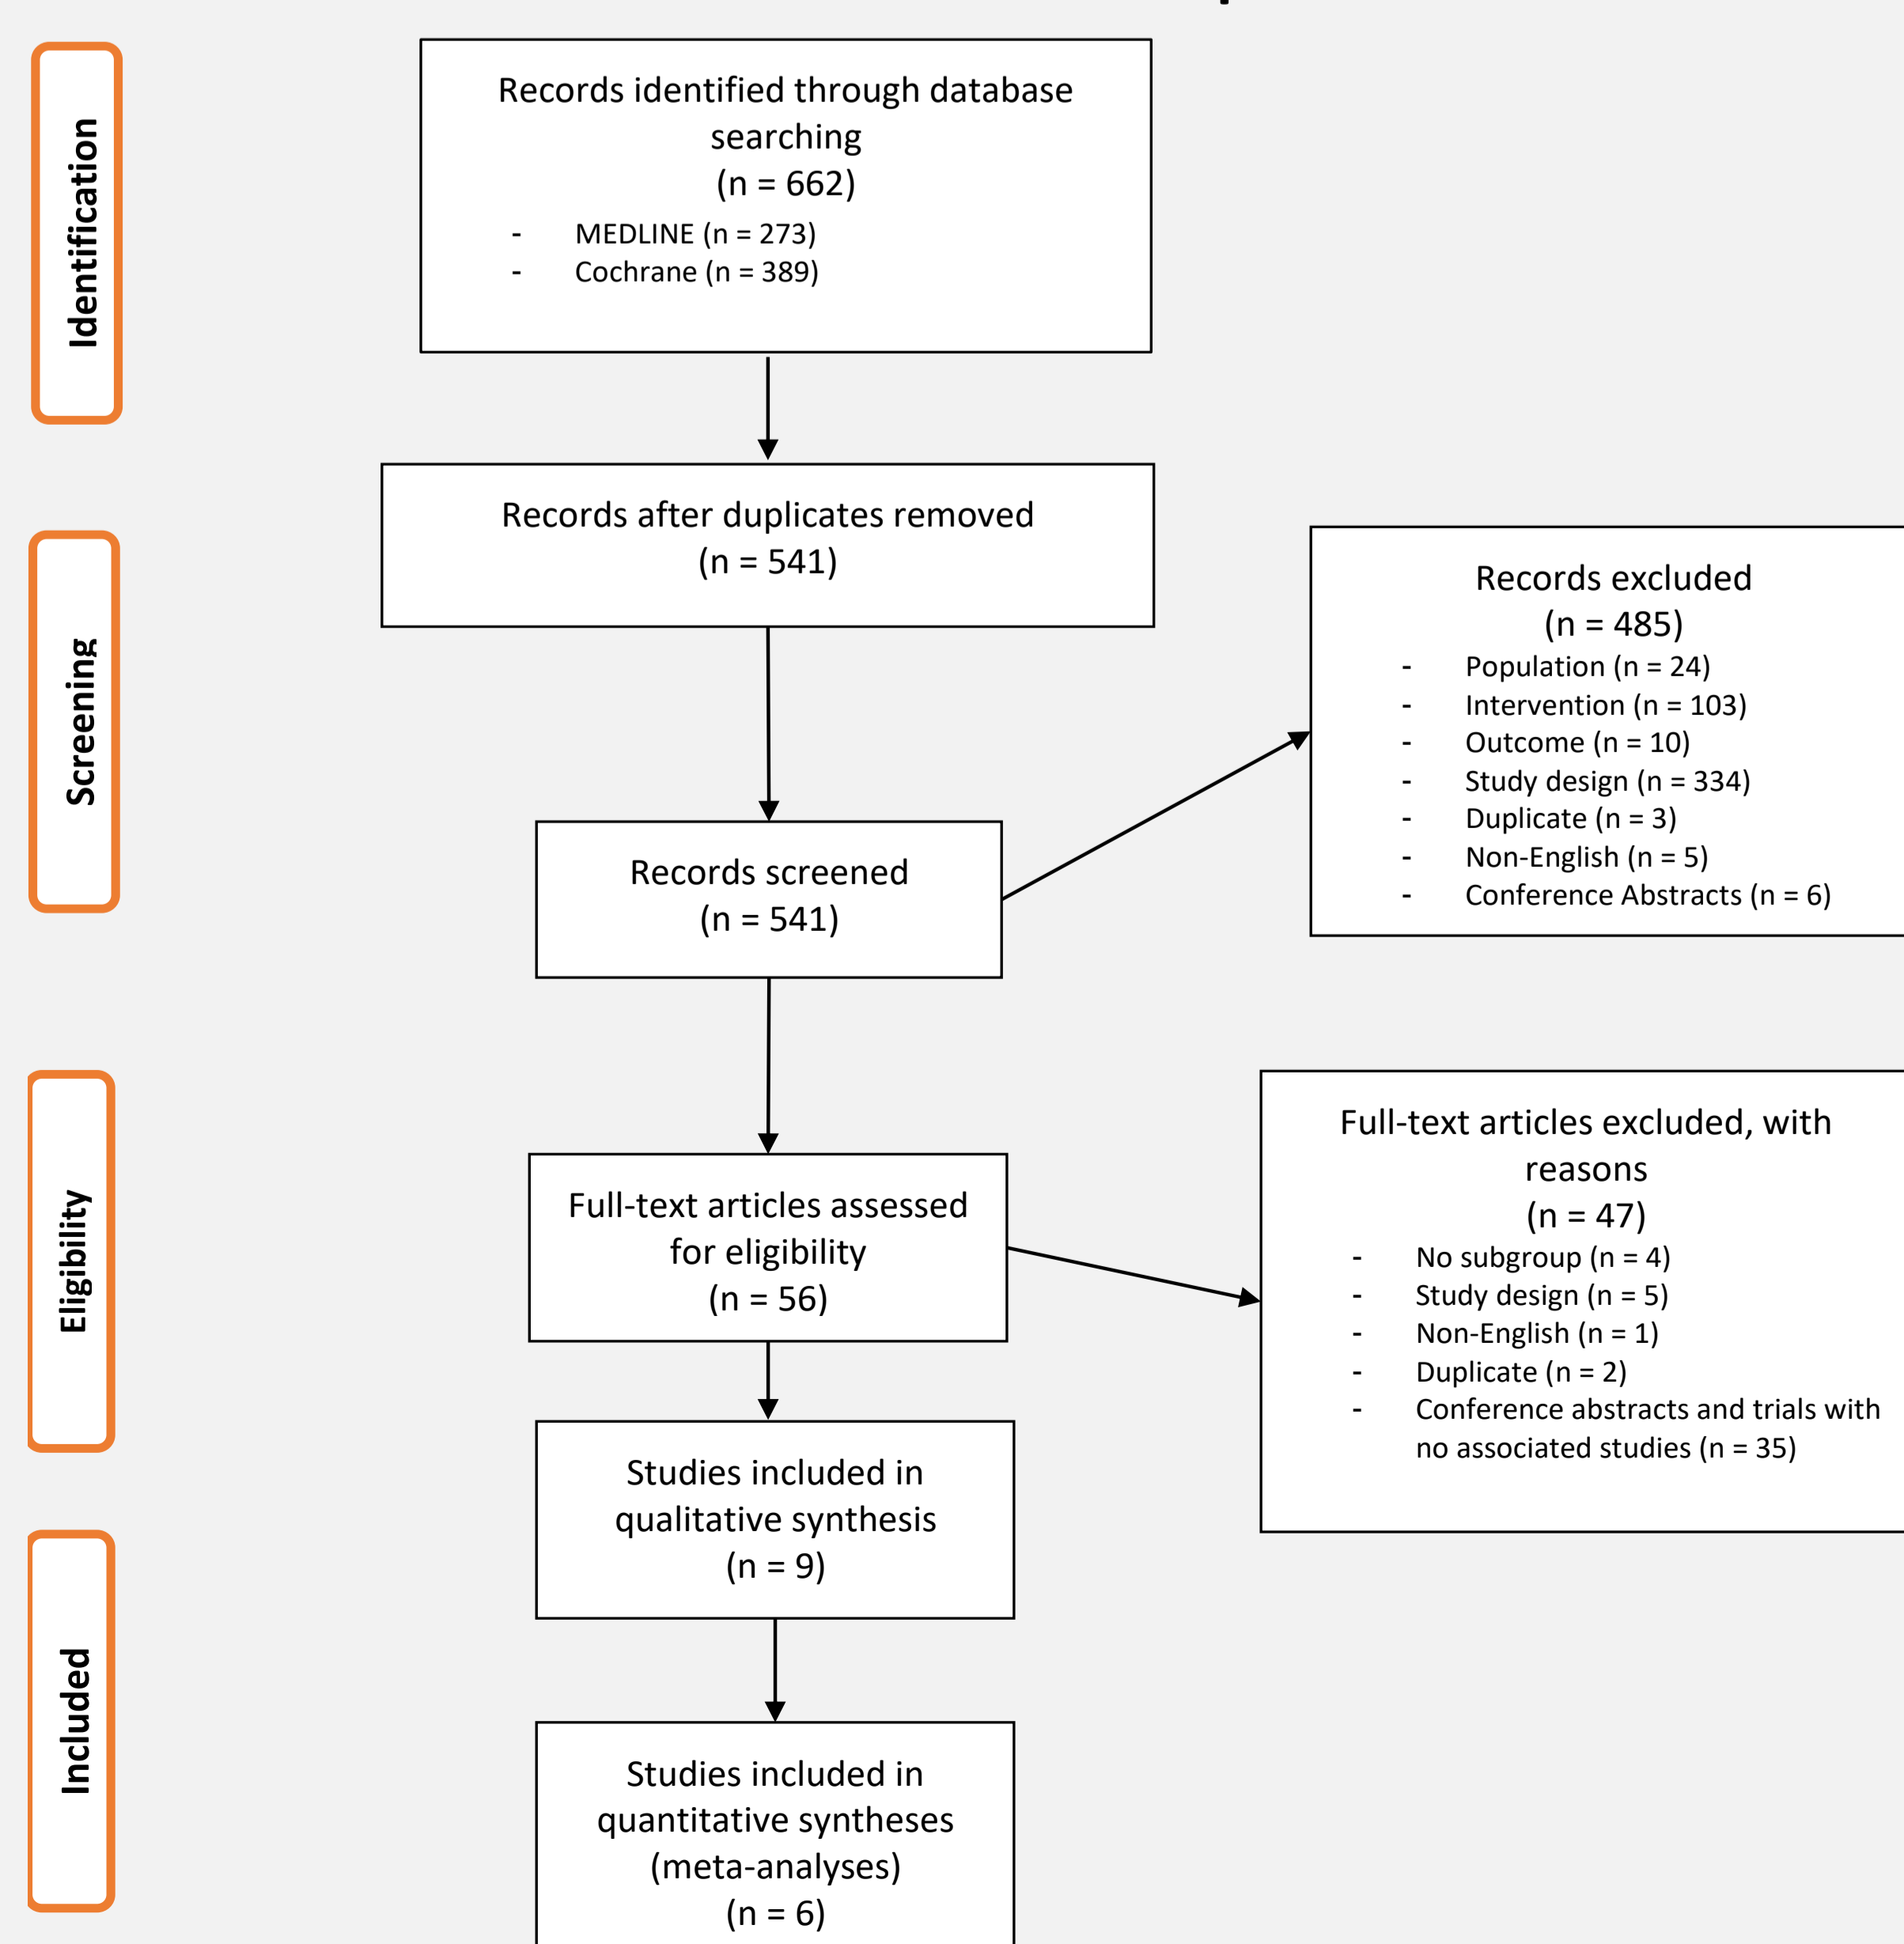 Identification
Records identified through database
searching
(n = 662)
- MEDLINE (n = 273)
- Cochrane (n = 389)
Screening
Records after duplicates removed
(n = 541)
Records excluded
(n = 485)
- Population (n = 24)
- Intervention (n = 103)
- Outcome (n = 10)
- Study design (n = 334)
- Duplicate (n = 3)
- Non-English (n = 5)
- Conference Abstracts (n = 6)
Records screened
(n = 541)
Eligibility
Full-text articles assessed
for eligibility
(n = 56)
Full-text articles excluded, with
reasons
(n = 47)
- No subgroup (n = 4)
- Study design (n = 5)
- Non-English (n = 1)
- Duplicate (n = 2)
- Conference abstracts and trials with
no associated studies (n = 35)
Studies included in
qualitative synthesis
(n = 9)
Included
Studies included in
quantitative syntheses
(meta-analyses)
(n = 6)